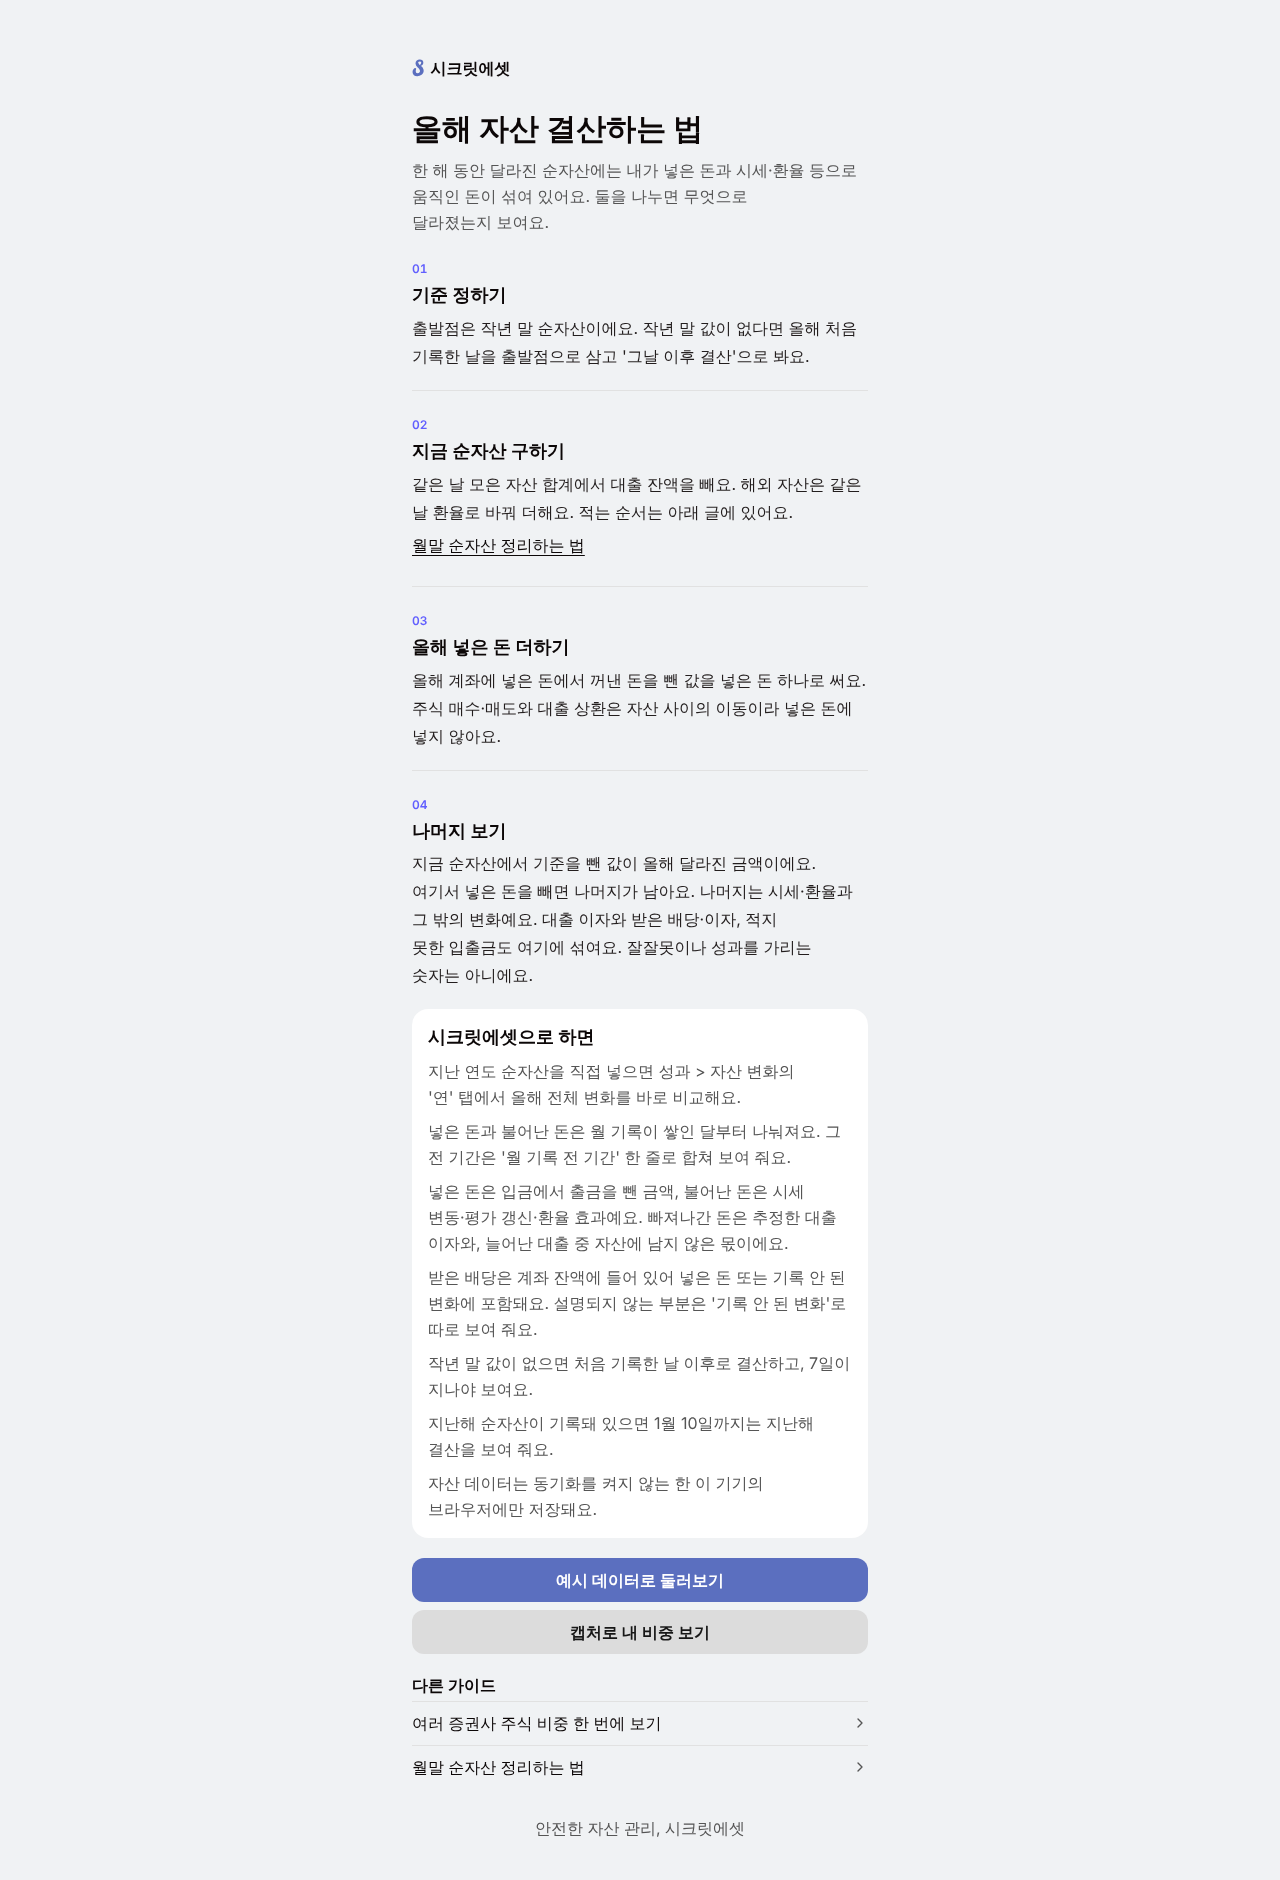 S 시크릿에셋
올해 자산 결산하는 법
한 해 동안 달라진 순자산에는 내가 넣은 돈과 시세·환율 등으로
움직인 돈이 섞여 있어요. 둘을 나누면 무엇으로
달라졌는지 보여요.
01
기준 정하기
출발점은 작년 말 순자산이에요. 작년 말 값이 없다면 올해 처음
기록한 날을 출발점으로 삼고 '그날 이후 결산'으로 봐요.
02
지금 순자산 구하기
같은 날 모은 자산 합계에서 대출 잔액을 빼요. 해외 자산은 같은
날 환율로 바꿔 더해요. 적는 순서는 아래 글에 있어요.
월말 순자산 정리하는 법
03
올해 넣은 돈 더하기
올해 계좌에 넣은 돈에서 꺼낸 돈을 뺀 값을 넣은 돈 하나로 써요.
주식 매수·매도와 대출 상환은 자산 사이의 이동이라 넣은 돈에
넣지 않아요.
04
나머지 보기
지금 순자산에서 기준을 뺀 값이 올해 달라진 금액이에요.
여기서 넣은 돈을 빼면 나머지가 남아요. 나머지는 시세·환율과
그 밖의 변화예요. 대출 이자와 받은 배당·이자, 적지
못한 입출금도 여기에 섞여요. 잘잘못이나 성과를 가리는
숫자는 아니에요.
시크릿에셋으로 하면
지난 연도 순자산을 직접 넣으면 성과 > 자산 변화의
'연' 탭에서 올해 전체 변화를 바로 비교해요.
넣은 돈과 불어난 돈은 월 기록이 쌓인 달부터 나눠져요. 그
전 기간은 '월 기록 전 기간' 한 줄로 합쳐 보여 줘요.
넣은 돈은 입금에서 출금을 뺀 금액, 불어난 돈은 시세
변동·평가 갱신·환율 효과예요. 빠져나간 돈은 추정한 대출
이자와, 늘어난 대출 중 자산에 남지 않은 몫이에요.
받은 배당은 계좌 잔액에 들어 있어 넣은 돈 또는 기록 안 된
변화에 포함돼요. 설명되지 않는 부분은 '기록 안 된 변화'로
따로 보여 줘요.
작년 말 값이 없으면 처음 기록한 날 이후로 결산하고, 7일이
지나야 보여요.
지난해 순자산이 기록돼 있으면 1월 10일까지는 지난해
결산을 보여 줘요.
자산 데이터는 동기화를 켜지 않는 한 이 기기의
브라우저에만 저장돼요.
예시 데이터로 둘러보기
캡처로 내 비중 보기
다른 가이드
여러 증권사 주식 비중 한 번에 보기
월말 순자산 정리하는 법
안전한 자산 관리, 시크릿에셋